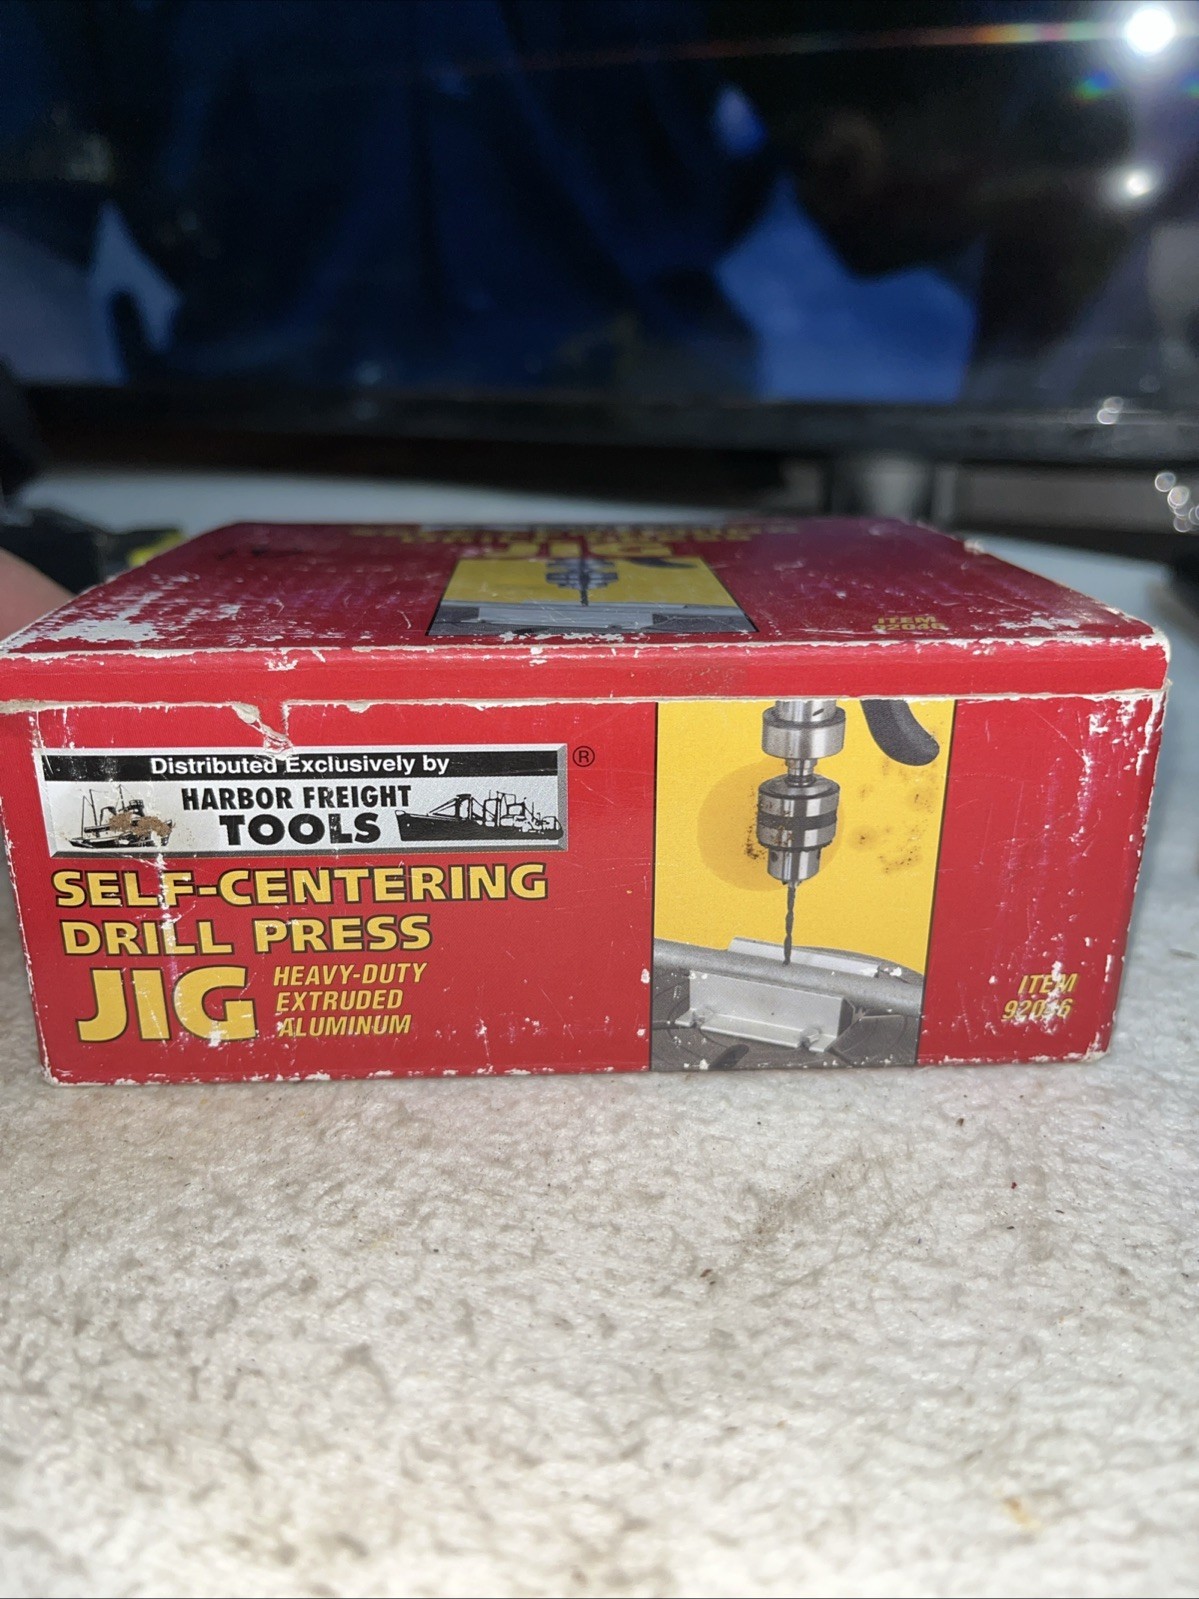 JIG
ITEM
Distributed Exclusively by
HARBOR FREIGHT
TOOLS
®
SELF-CENTERING
DRILL PRESS
JIG
HEAVY-DUTY
EXTRUDED
ALUMINUM
ITEM